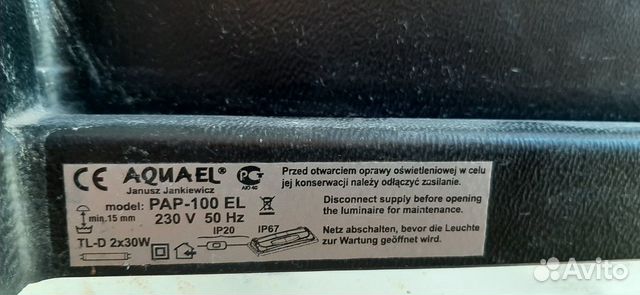 CE AQUAEL®
Janusz Jankiewicz
model: PAP-100 EL
min.15 mm
230 V 50 Hz
TL-D 2x30W
IP20
IP67
Przed otwarciem oprawy oświetleniowej w celu
jej konserwacji należy odłączyć zasilanie.
Disconnect supply before opening
the luminaire for maintenance.
Netz abschalten, bevor die Leuchte
zur Wartung geöffnet wird.
Avito